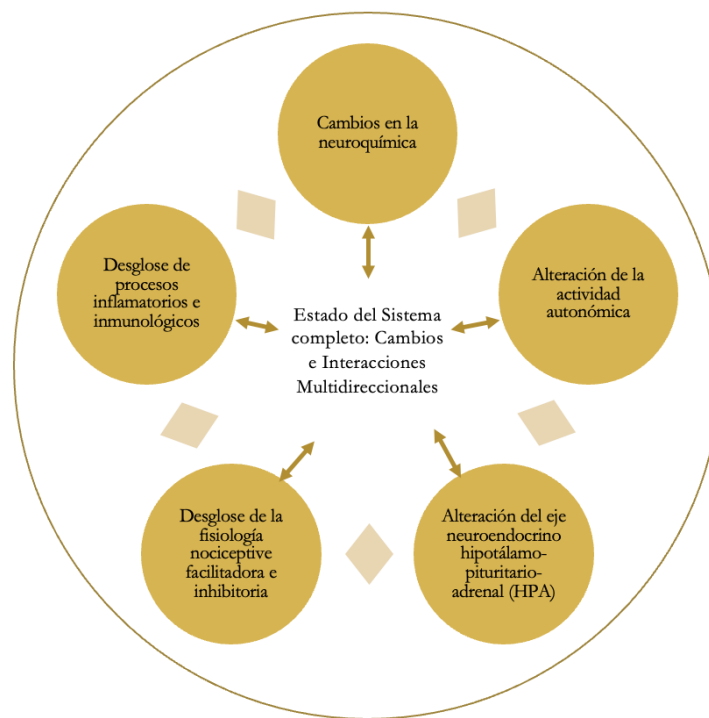 Cambios en la
neuroquímica
Desglose de
procesos
inflamatorios e
inmunológicos
Alteración de la
actividad
autonómica
Estado del Sistema
completo: Cambios
e Interacciones
Multidireccionales
Desglose de la
fisiología
nociceptive
facilitadora e
inhibitoria
Alteración del eje
neuroendocrino
hipotálamo-
pituritario-
adrenal (HPA)